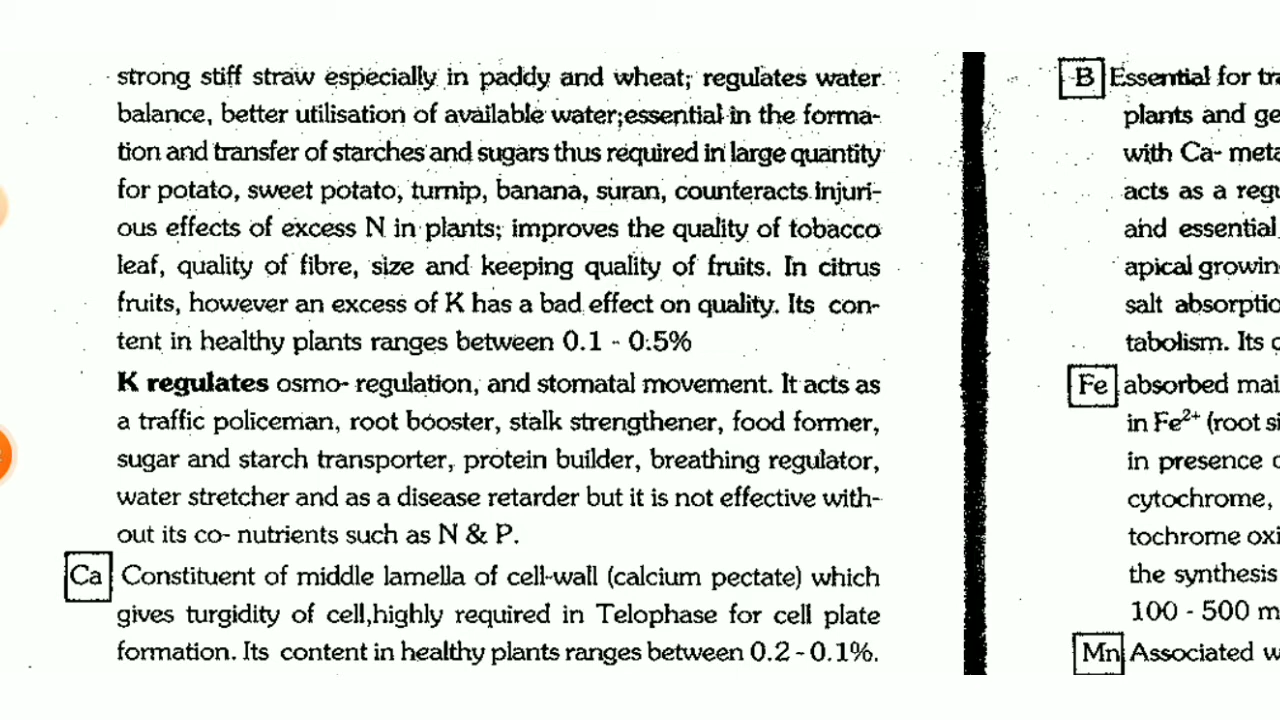 strong stiff straw especially in paddy and wheat; regulates water
balance, better utilisation of available water;essential in the forma-
tion and transfer of starches and sugars thus required in large quantity
for potato, sweet potato, turnip, banana, suran, counteracts injuri-
ous effects of excess N in plants; improves the quality of tobacco
leaf, quality of fibre, size and keeping quality of fruits. In citrus
fruits, however an excess of K has a bad effect on quality. Its con-
tent in healthy plants ranges between 0.1 - 0.5%
K regulates osmo- regulation, and stomatal movement. It acts as
a traffic policeman, root booster, stalk strengthener, food former,
sugar and starch transporter, protein builder, breathing regulator,
water stretcher and as a disease retarder but it is not effective with-
out its co- nutrients such as N & P.
Ca Constituent of middle lamella of cell-wall (calcium pectate) which
gives turgidity of cell,highly required in Telophase for cell plate
formation. Its content in healthy plants ranges between 0.2 - 0.1%.
B Essential for
plants and
with Ca-
acts as a
and essential
apical
salt
tabolism. Its
Fe absorbed
in Fe²⁺ (root
in presence
cytochrome,
tochrome
the synthesis
100 - 500
Mn Associated